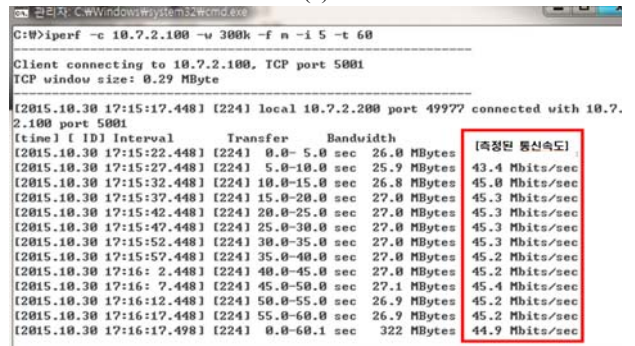 관리자: C:₩Windows₩system32₩cmd.exe
C:₩>iperf -c 10.7.2.100 -w 300k -f m -i 5 -t 60
------------------------------------------------------------
Client connecting to 10.7.2.100, TCP port 5001
TCP window size: 0.29 MByte
------------------------------------------------------------
[2015.10.30 17:15:17.448] [224] local 10.7.2.200 port 49977 connected with 10.7.
2.100 port 5001
[time] [ ID] Interval Transfer Bandwidth
[2015.10.30 17:15:22.448] [224] 0.0- 5.0 sec 26.0 MBytes [측정된 통신속도]
[2015.10.30 17:15:27.448] [224] 5.0-10.0 sec 25.9 MBytes 43.4 Mbits/sec
[2015.10.30 17:15:32.448] [224] 10.0-15.0 sec 26.8 MBytes 45.0 Mbits/sec
[2015.10.30 17:15:37.448] [224] 15.0-20.0 sec 27.0 MBytes 45.3 Mbits/sec
[2015.10.30 17:15:42.448] [224] 20.0-25.0 sec 27.0 MBytes 45.3 Mbits/sec
[2015.10.30 17:15:47.448] [224] 25.0-30.0 sec 27.0 MBytes 45.3 Mbits/sec
[2015.10.30 17:15:52.448] [224] 30.0-35.0 sec 27.0 MBytes 45.3 Mbits/sec
[2015.10.30 17:15:57.448] [224] 35.0-40.0 sec 27.0 MBytes 45.2 Mbits/sec
[2015.10.30 17:16: 2.448] [224] 40.0-45.0 sec 27.0 MBytes 45.2 Mbits/sec
[2015.10.30 17:16: 7.448] [224] 45.0-50.0 sec 27.1 MBytes 45.4 Mbits/sec
[2015.10.30 17:16:12.448] [224] 50.0-55.0 sec 26.9 MBytes 45.2 Mbits/sec
[2015.10.30 17:16:17.448] [224] 55.0-60.0 sec 26.9 MBytes 45.2 Mbits/sec
[2015.10.30 17:16:17.498] [224] 0.0-60.1 sec 322 MBytes 44.9 Mbits/sec